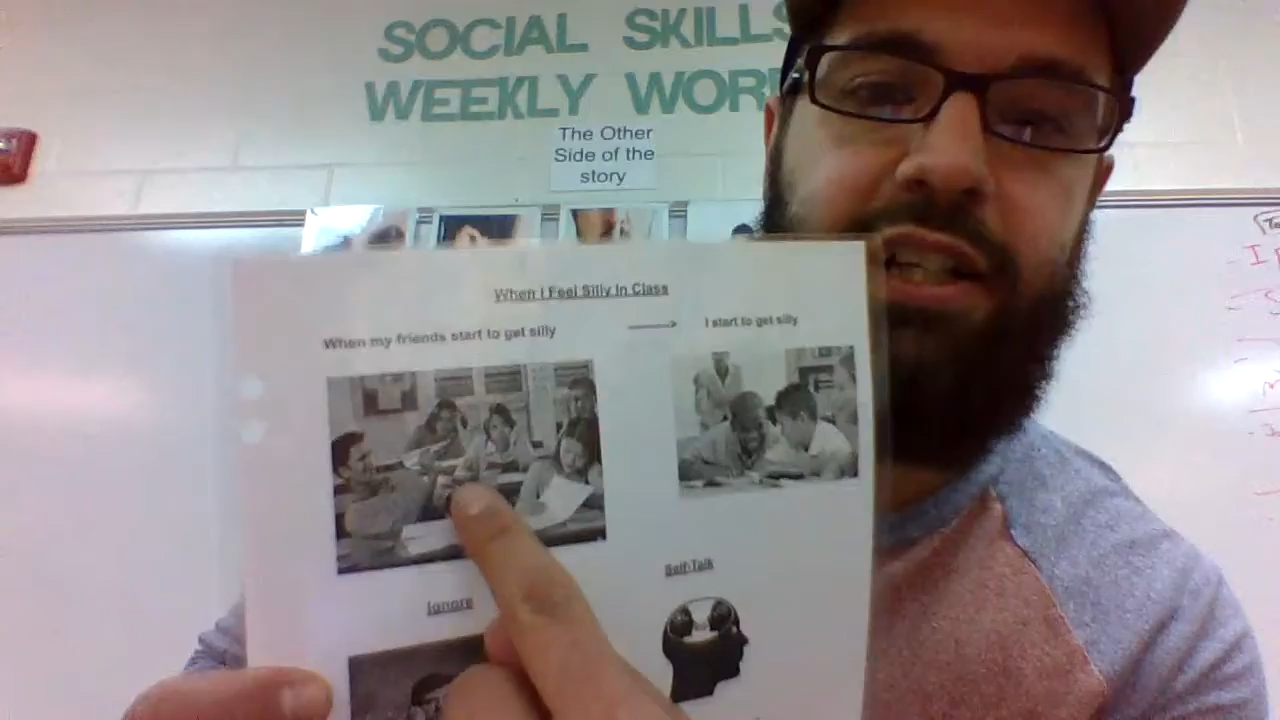 SOCIAL SKILLS
WEEKLY WOR
The Other
Side of the
story
When I Feel Silly In Class
When my friends start to get silly
I start to get silly
Ignore
Self-Talk